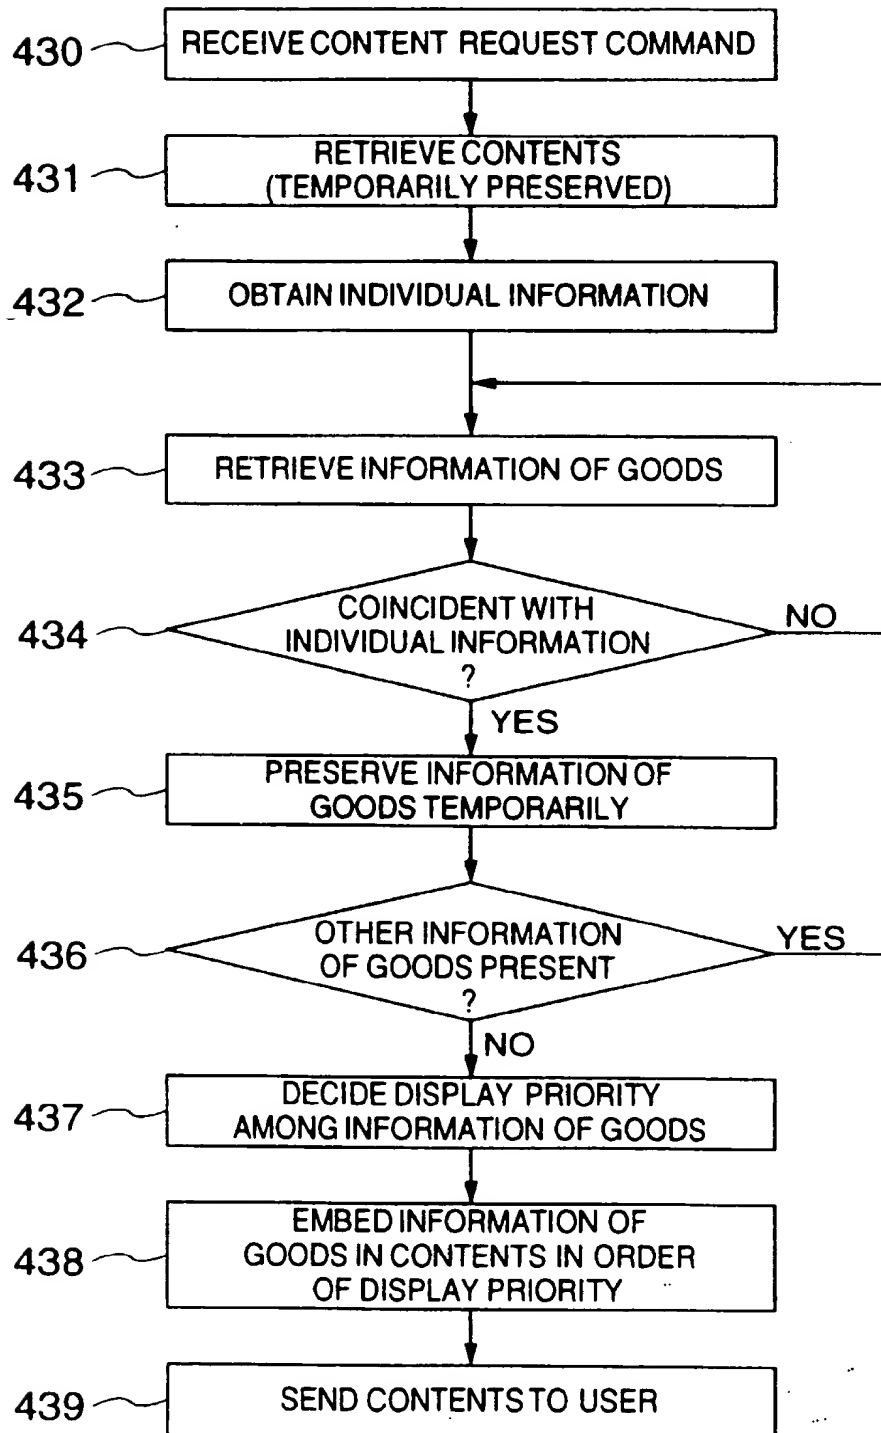 430
RECEIVE CONTENT REQUEST COMMAND
431
RETRIEVE CONTENTS
(TEMPORARILY PRESERVED)
432
OBTAIN INDIVIDUAL INFORMATION
433
RETRIEVE INFORMATION OF GOODS
434
COINCIDENT WITH
INDIVIDUAL INFORMATION
?
NO
YES
435
PRESERVE INFORMATION OF
GOODS TEMPORARILY
436
OTHER INFORMATION
OF GOODS PRESENT
?
YES
NO
437
DECIDE DISPLAY PRIORITY
AMONG INFORMATION OF GOODS
438
EMBED INFORMATION OF
GOODS IN CONTENTS IN ORDER
OF DISPLAY PRIORITY
439
SEND CONTENTS TO USER